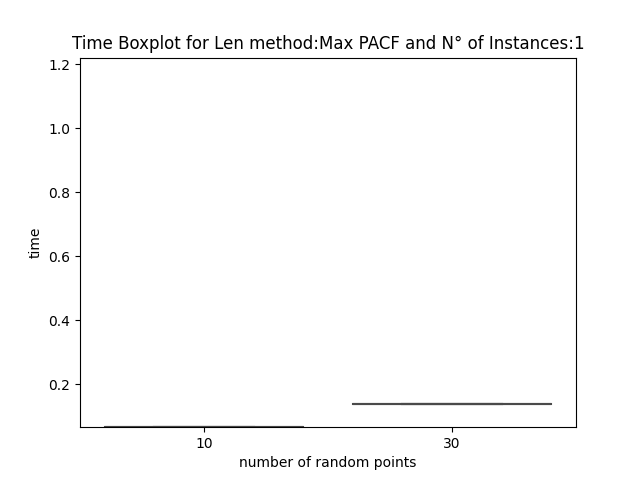 Time Boxplot for Len method:Max PACF and N° of Instances:1
1.2
1.0
0.8
0.6
0.4
0.2
time
10 30
number of random points